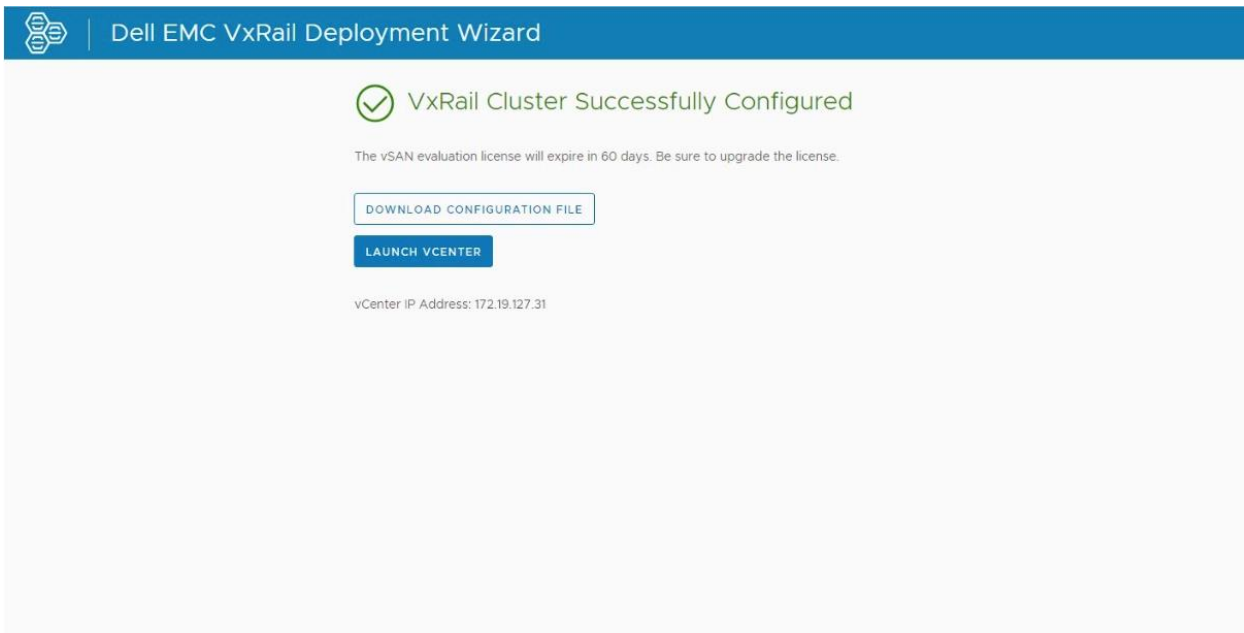 Dell EMC VxRail Deployment Wizard
VxRail Cluster Successfully Configured
The vSAN evaluation license will expire in 60 days. Be sure to upgrade the license.
DOWNLOAD CONFIGURATION FILE
LAUNCH VCENTER
vCenter IP Address: 172.19.127.31